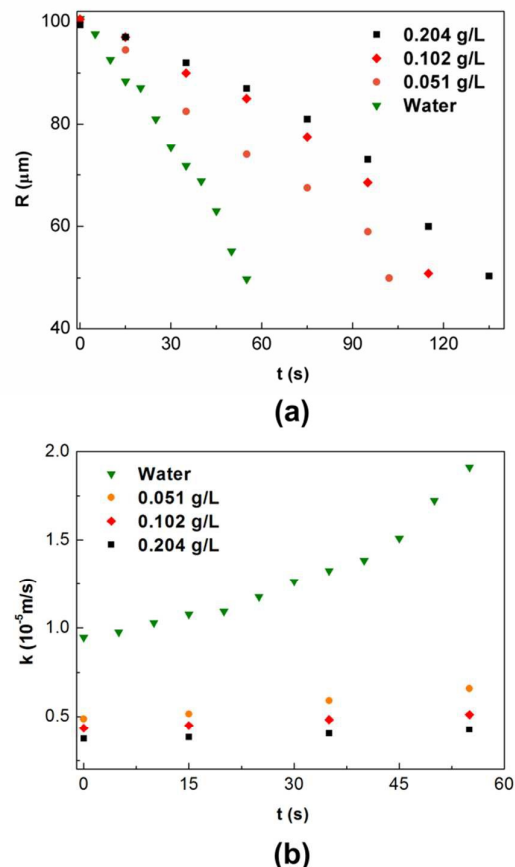 100
80
60
40
R (μm)
0.204 g/L
0.102 g/L
0.051 g/L
Water
0 30 60 90 120
t (s)
(a)
2.0
1.5
1.0
0.5
k (10⁻⁵m/s)
Water
0.051 g/L
0.102 g/L
0.204 g/L
0 15 30 45 60
t (s)
(b)